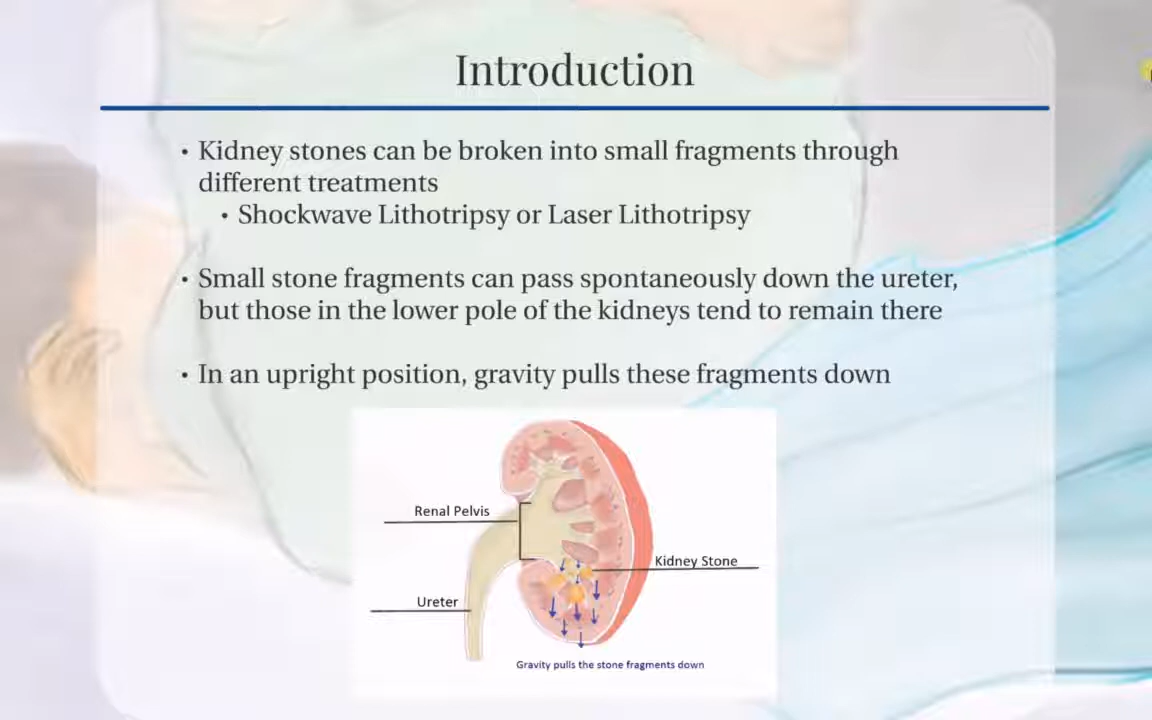 Introduction
• Kidney stones can be broken into small fragments through
different treatments
• Shockwave Lithotripsy or Laser Lithotripsy
• Small stone fragments can pass spontaneously down the ureter,
but those in the lower pole of the kidneys tend to remain there
• In an upright position, gravity pulls these fragments down
Renal Pelvis
Kidney Stone
Ureter
Gravity pulls the stone fragments down